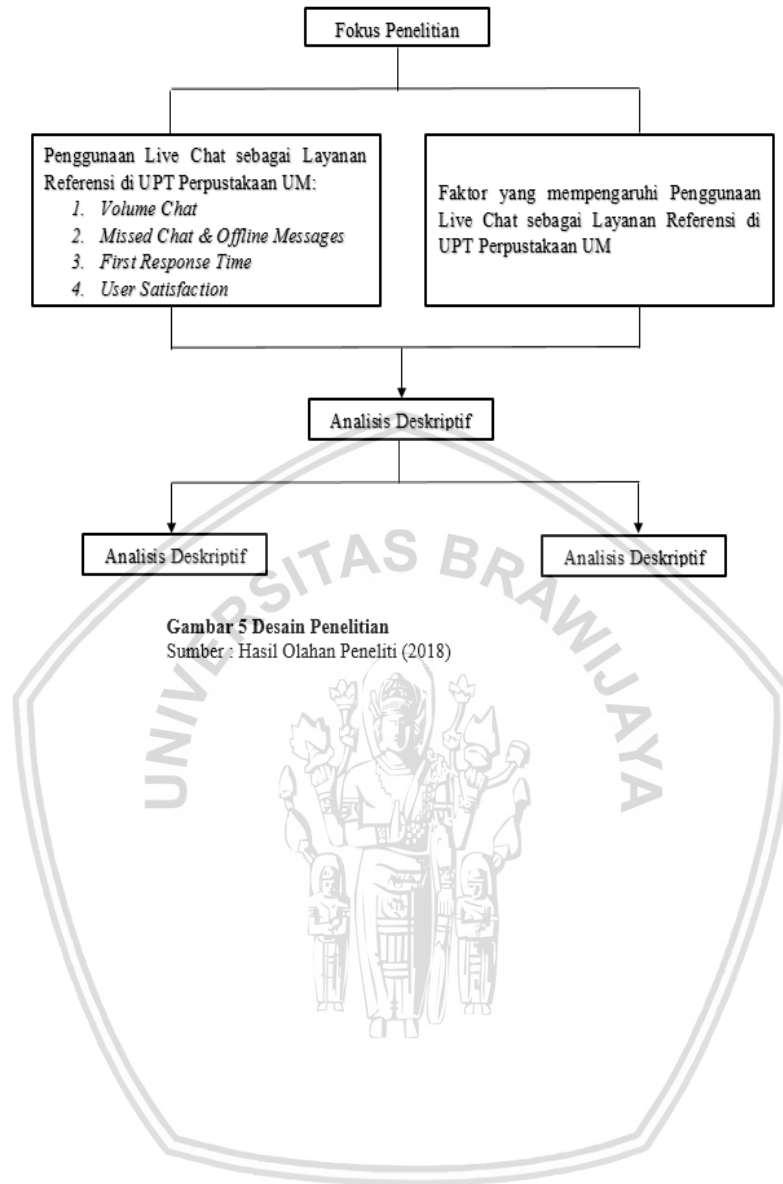 Fokus Penelitian
Penggunaan Live Chat sebagai Layanan
Referensi di UPT Perpustakaan UM:
1. Volume Chat
2. Missed Chat & Offline Messages
3. First Response Time
4. User Satisfaction
Faktor yang mempengaruhi Penggunaan
Live Chat sebagai Layanan Referensi di
UPT Perpustakaan UM
Analisis Deskriptif
Analisis Deskriptif
Analisis Deskriptif
Gambar 5 Desain Penelitian
Sumber : Hasil Olahan Peneliti (2018)
UNIVERSITAS BRAWIJAYA